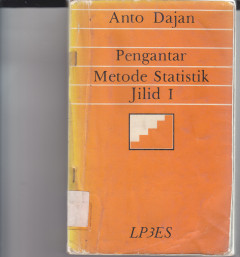 Anto Dajan
Pengantar
Metode Statistik
Jilid I
LP3ES